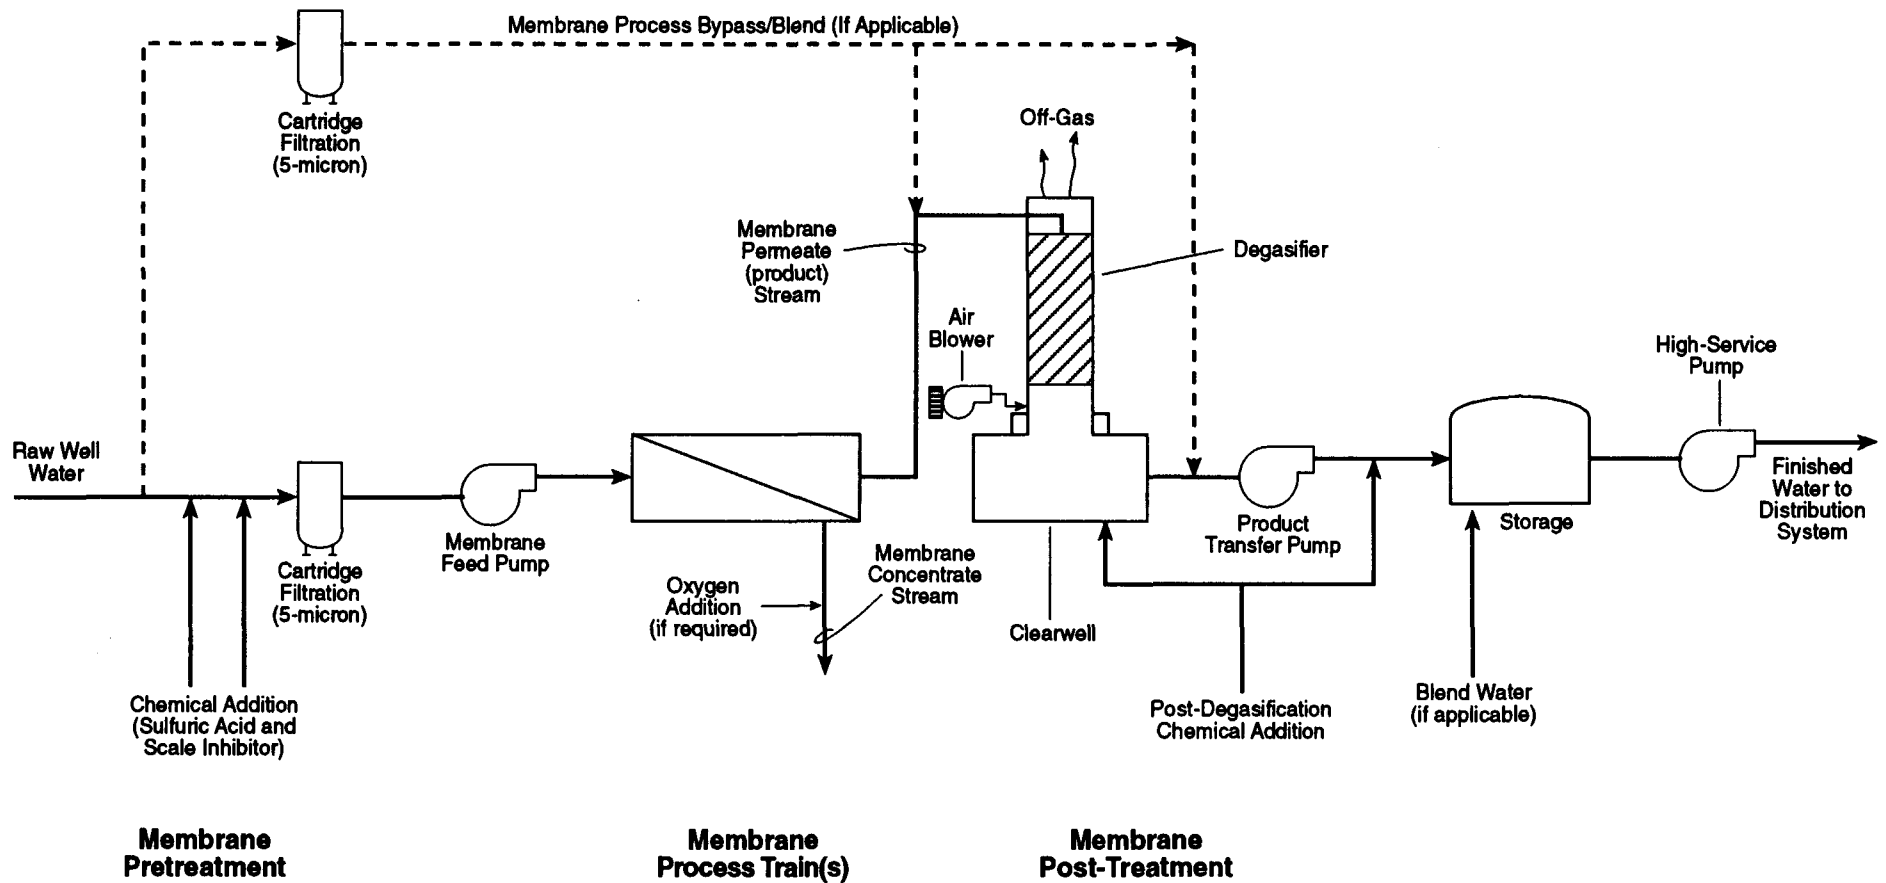 Membrane Process Bypass/Blend (If Applicable)
Cartridge
Filtration
(5-micron)
Off-Gas
Membrane
Permeate
(product)
Stream
Degasifier
Air
Blower
High-Service
Pump
Raw Well
Water
Membrane
Feed Pump
Cartridge
Filtration
(5-micron)
Oxygen
Addition
(if required)
Membrane
Concentrate
Stream
Clearwell
Product
Transfer Pump
Storage
Finished
Water to
Distribution
System
Chemical Addition
(Sulfuric Acid and
Scale Inhibitor)
Post-Degasification
Chemical Addition
Blend Water
(if applicable)
Membrane
Pretreatment
Membrane
Process Train(s)
Membrane
Post-Treatment